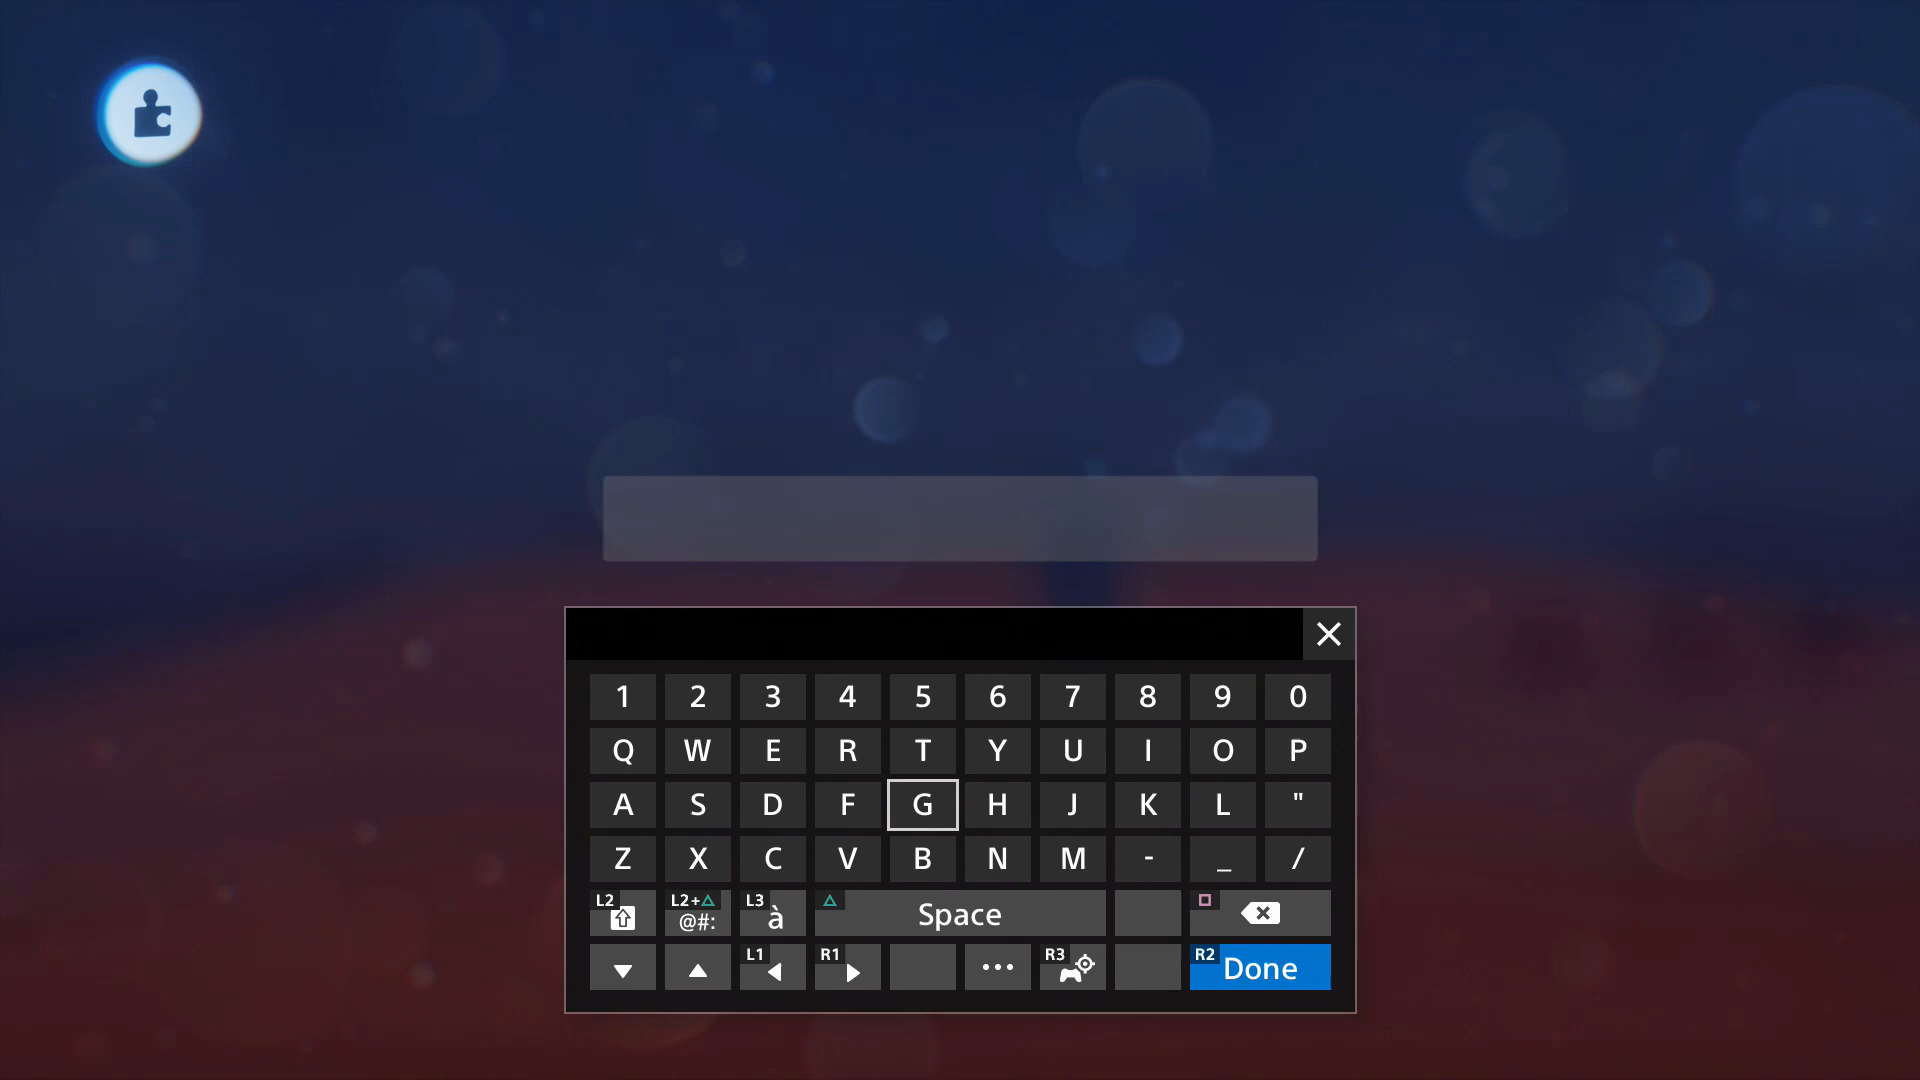 1 2 3 4 5 6 7 8 9 0
Q W E R T Y U I O P
A S D F G H J K L "
Z X C V B N M - _ /
L2 L2+△ @#: L3 à △ Space □
L1 R1 ... R3 R2 Done